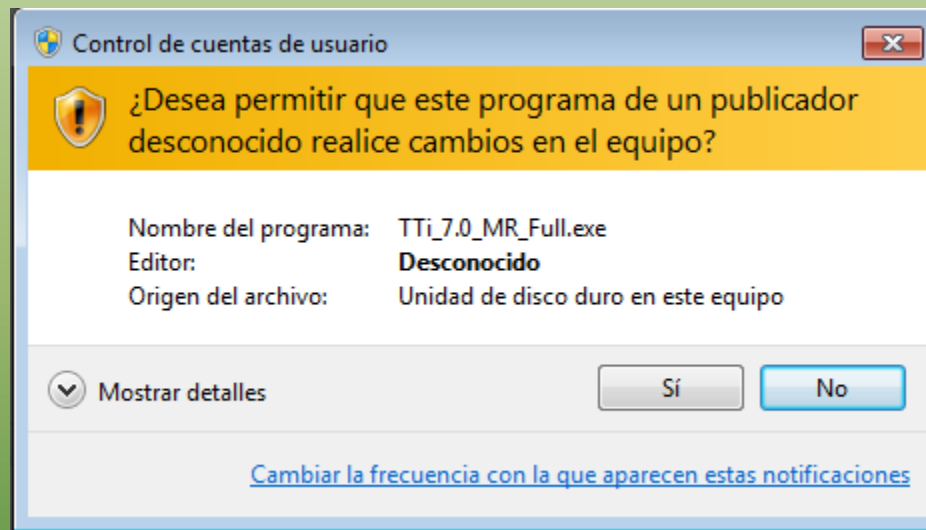 Control de cuentas de usuario
¿Desea permitir que este programa de un publicador
desconocido realice cambios en el equipo?
Nombre del programa: TTi_7.0_MR_Full.exe
Editor: Desconocido
Origen del archivo: Unidad de disco duro en este equipo
Mostrar detalles Sí No
Cambiar la frecuencia con la que aparecen estas notificaciones